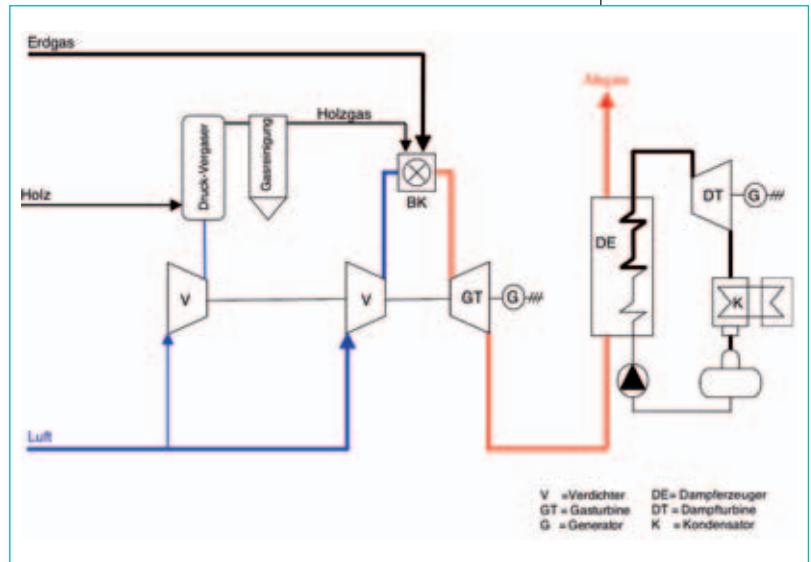 Erdgas
Abgas
Holzgas
Druck-Vergaser
Gasreinigung
BK
Holz
DT
G
DE
V
V
GT
G
K
Luft
V =Verdichter
GT = Gasturbine
G = Generator
DE= Dampferzeuger
DT= Dampfturbine
K = Kondensator